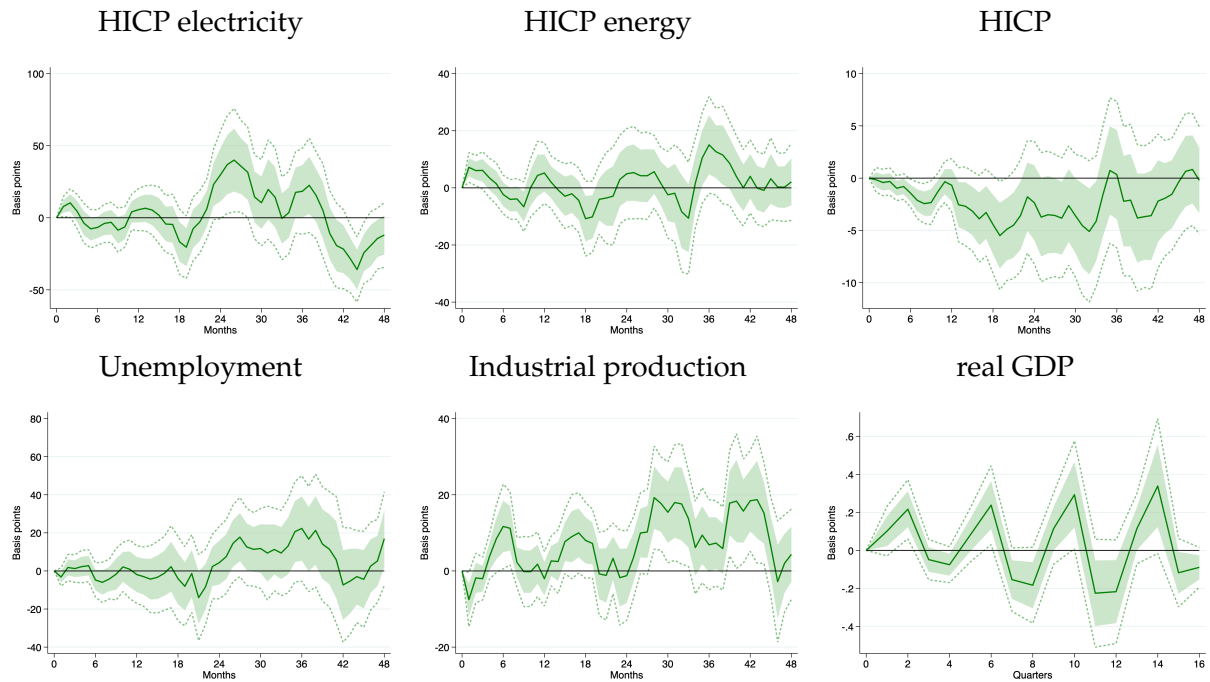 HICP electricity
HICP energy
HICP
100
50
0
-50
Basis points
0 6 12 18 24 30 36 42 48
Months
40
20
0
-20
-40
Basis points
0 6 12 18 24 30 36 42 48
Months
10
5
0
-5
-10
Basis points
0 6 12 18 24 30 36 42 48
Months
Unemployment
Industrial production
real GDP
80
60
40
20
0
-20
-40
Basis points
0 6 12 18 24 30 36 42 48
Months
40
20
0
-20
Basis points
0 6 12 18 24 30 36 42 48
Months
.6
.4
.2
0
-.2
-.4
Basis points
0 2 4 6 8 10 12 14 16
Quarters